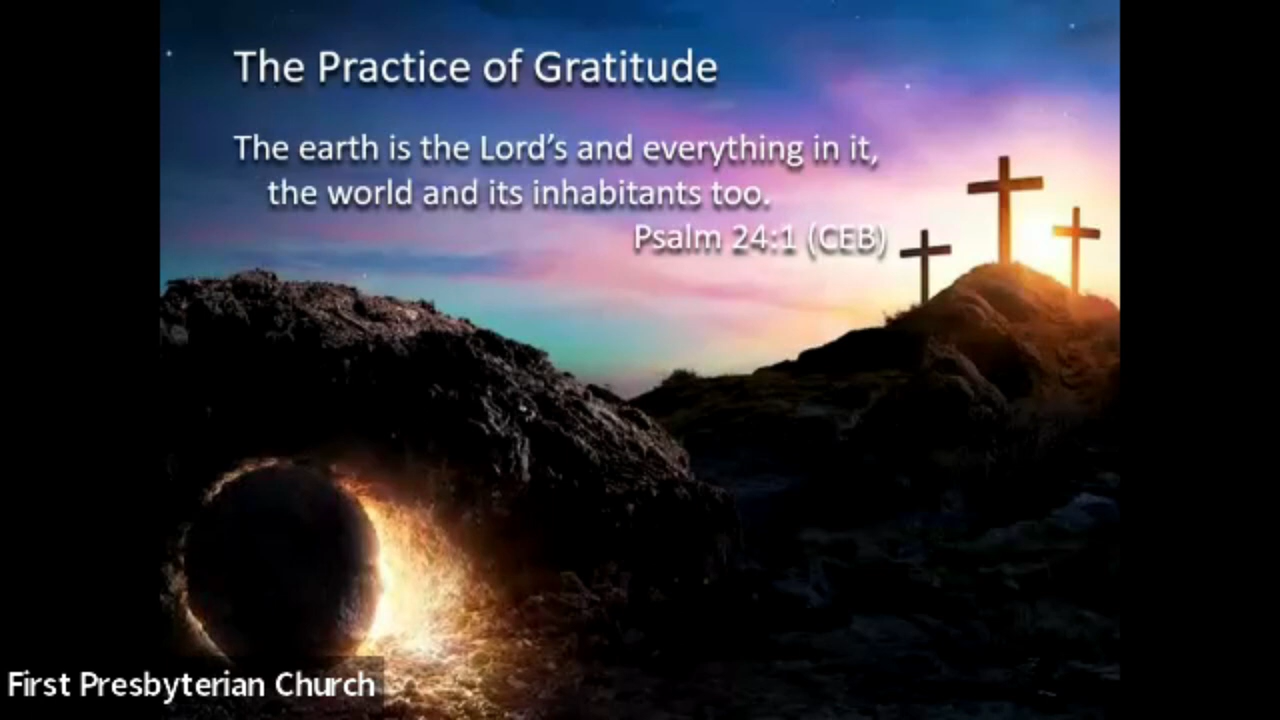 The Practice of Gratitude
The earth is the Lord’s and everything in it,
the world and its inhabitants too.
Psalm 24:1 (CEB)
First Presbyterian Church